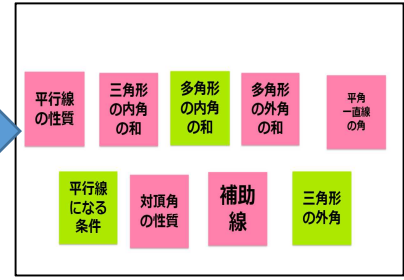 平行線
の性質
三角形
の内角
の和
多角形
の内角
の和
多角形
の外角
の和
平角
一直線
の角
平行線
になる
条件
対頂角
の性質
補助
線
三角形
の外角